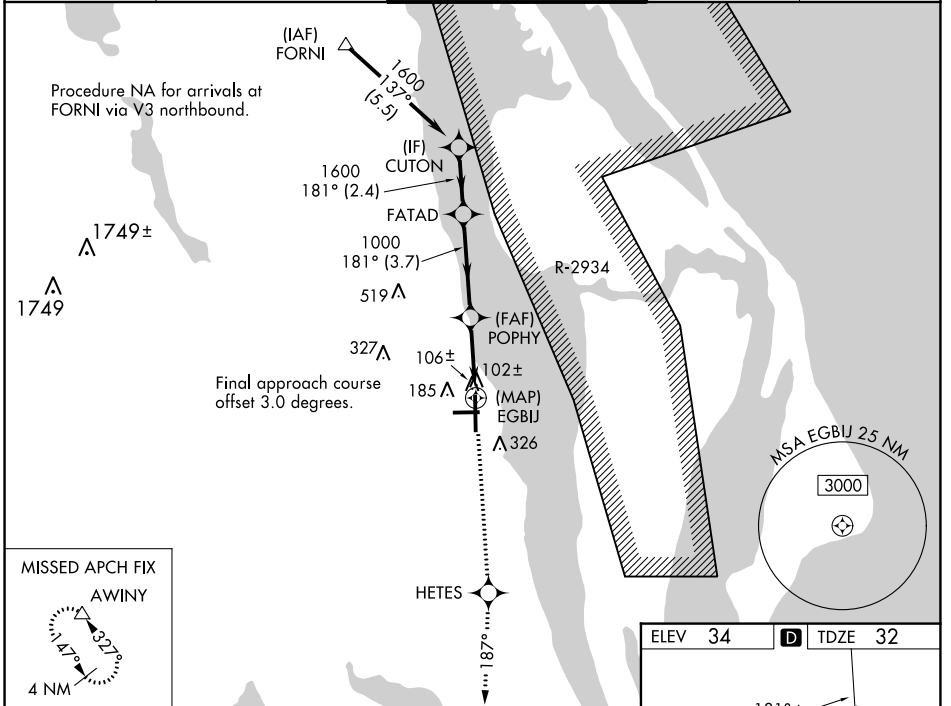 (IAF)
FORNI
1600
137°
(5.5)
Procedure NA for arrivals at
FORNI via V3 northbound.
(IF)
CUTON
1600
181° (2.4)
FATAD
1749±
1000
181° (3.7)
R-2934
1749
519
(FAF)
POPHY
327
106±
102±
Final approach course
offset 3.0 degrees.
185
(MAP)
EGBIJ
326
MSA EGBIJ 25 NM
3000
MISSED APCH FIX
AWINY
147°
327°
4 NM
HETES
187°
ELEV 34 D TDZE 32